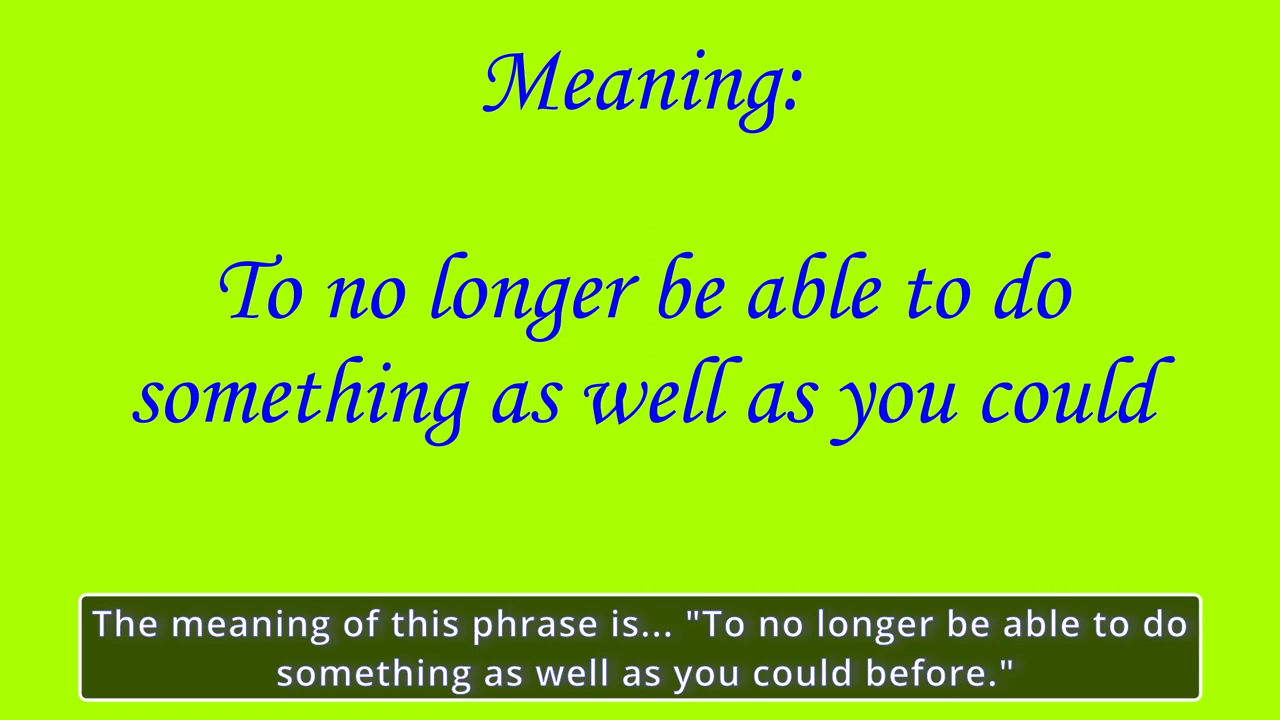 Meaning:
To no longer be able to do
something as well as you could
The meaning of this phrase is... "To no longer be able to do
something as well as you could before."